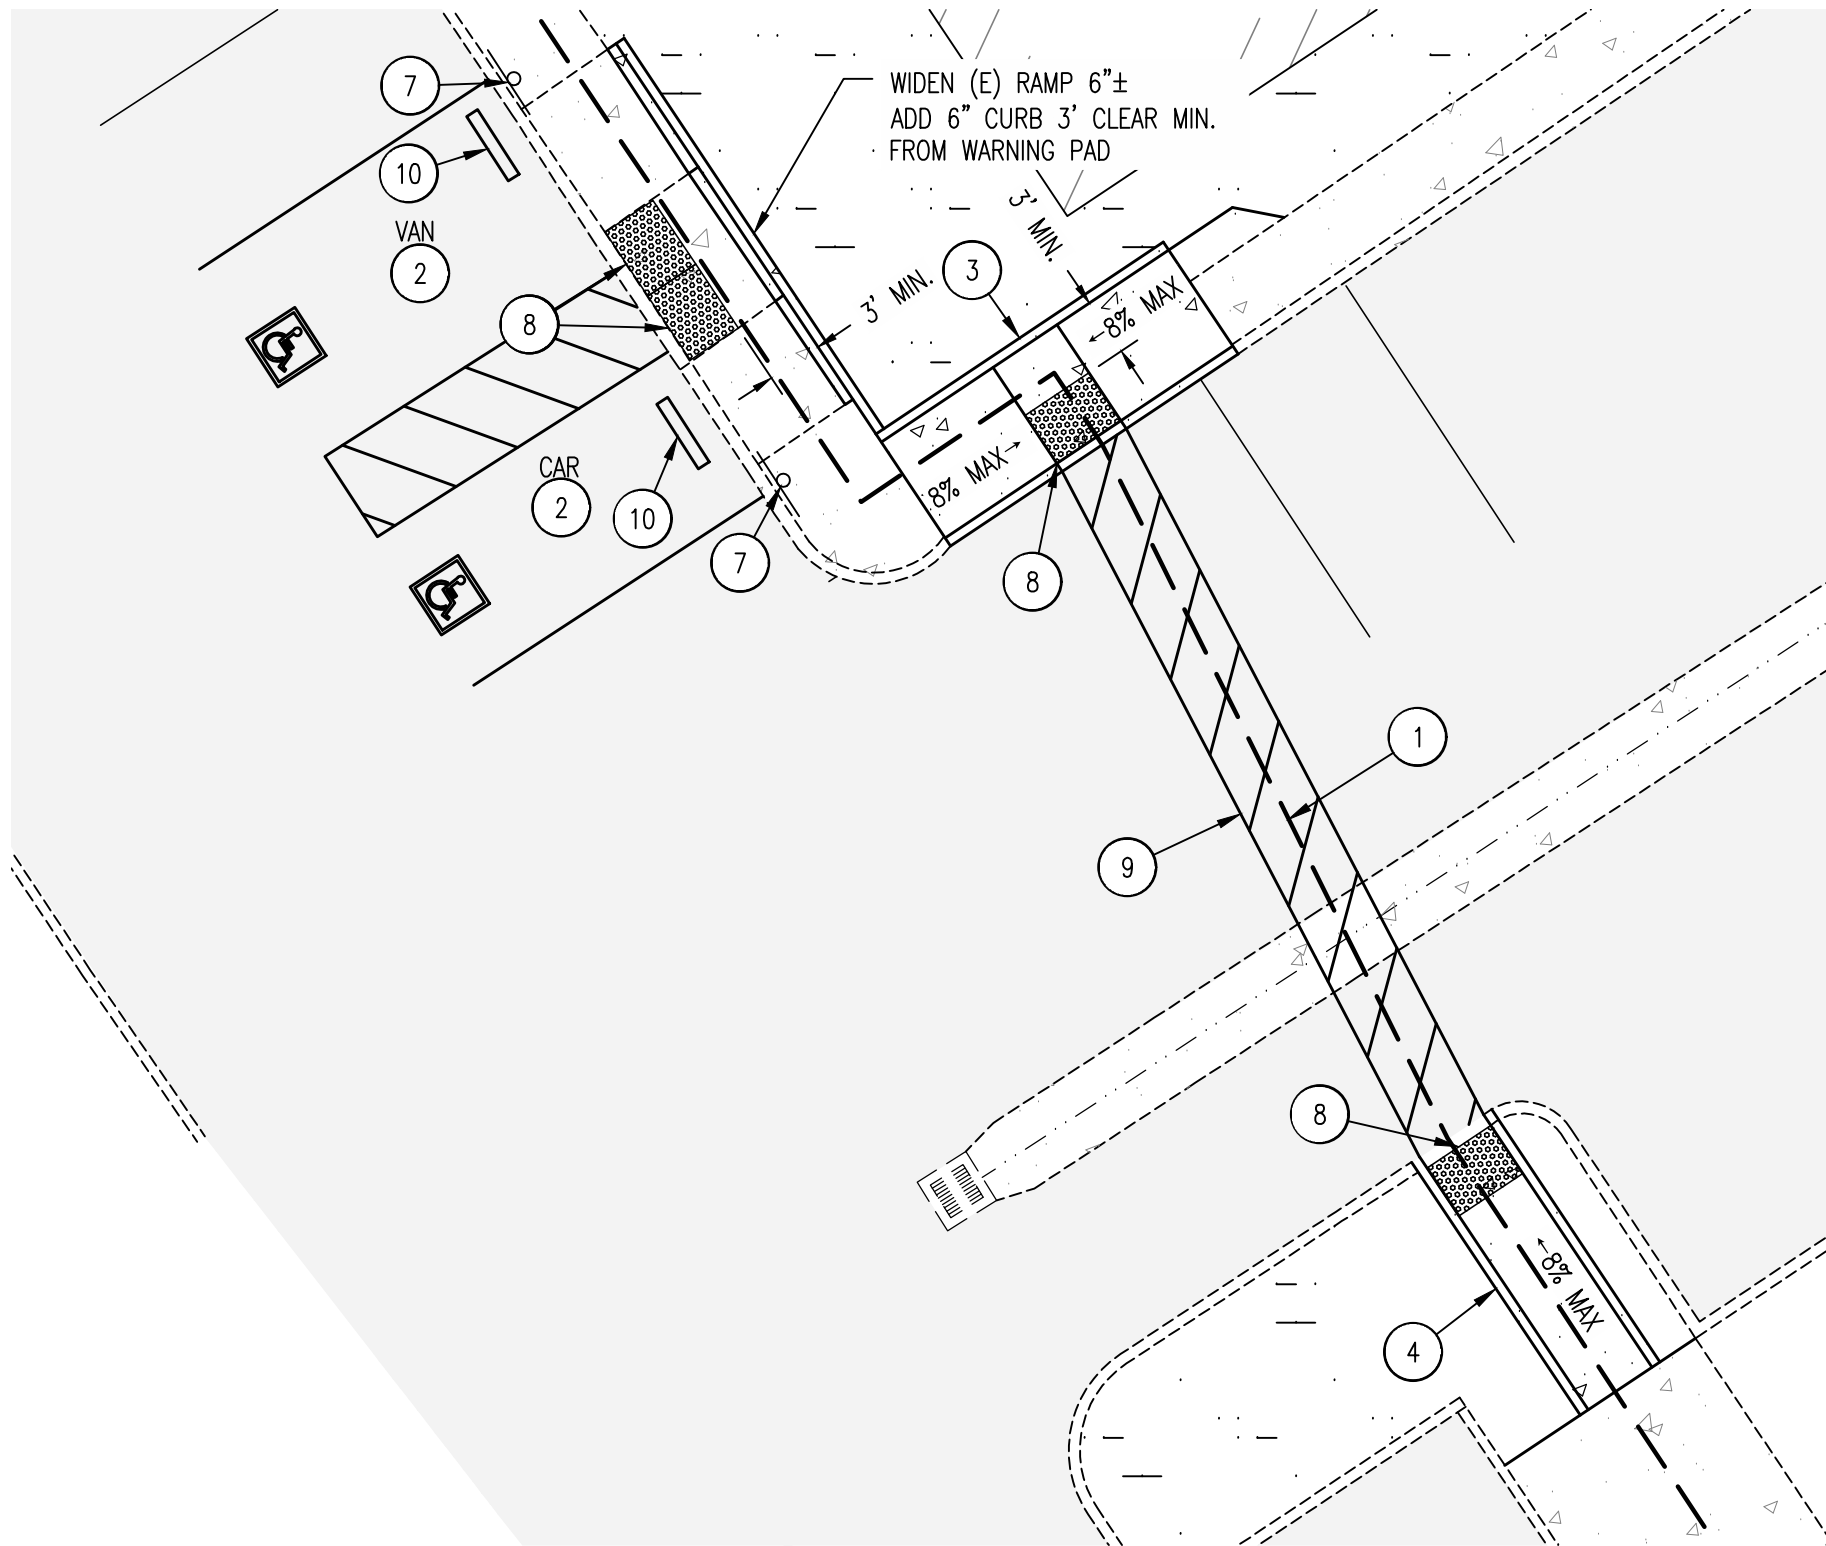 7
WIDEN (E) RAMP 6"±
ADD 6" CURB 3' CLEAR MIN.
FROM WARNING PAD
10
VAN
2
3' MIN.
3
3' MIN.
←8% MAX
8
CAR
2
10
8% MAX→
7
8
1
9
8
←8% MAX
4